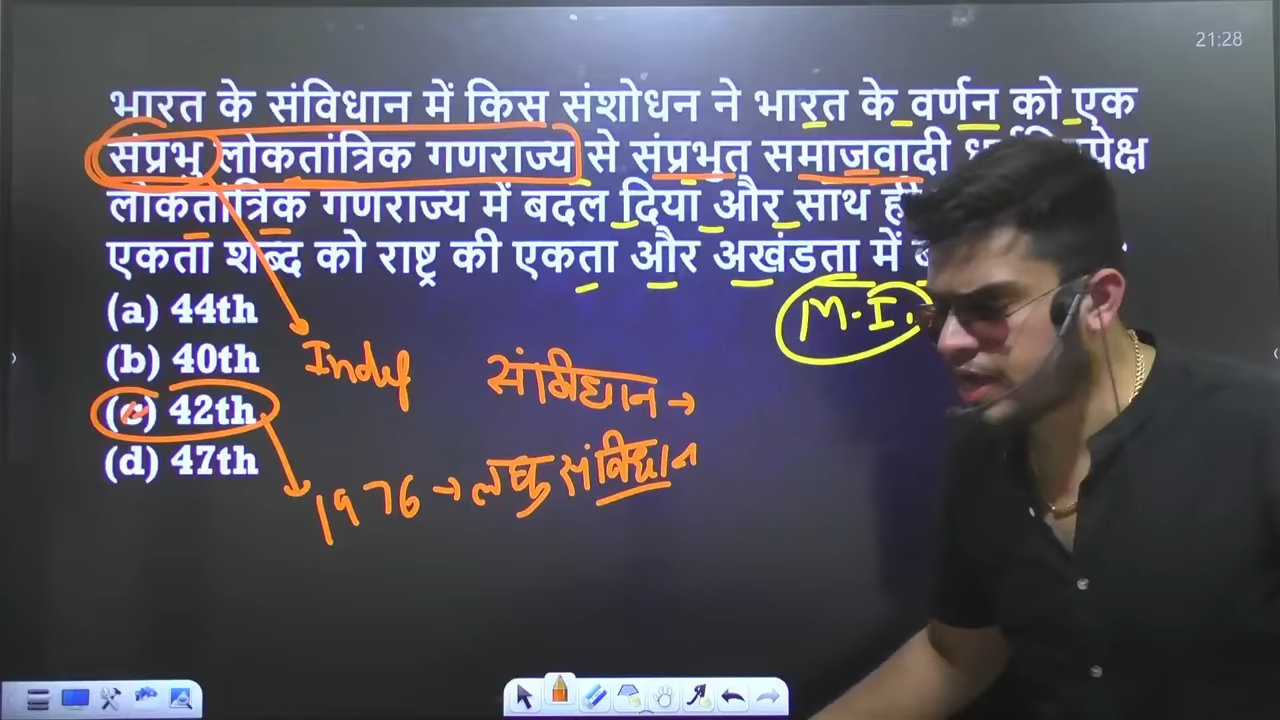 21:28
भारत के संविधान में किस संशोधन ने भारत के वर्णन को एक
संप्रभु लोकतांत्रिक गणराज्य से संप्रभुत समाजवादी
लोकतांत्रिक गणराज्य में बदल दिया और साथ ही
एकता शब्द को राष्ट्र की एकता और अखंडता में
M.I.
(a) 44th
(b) 40th
(c) 42th
(d) 47th
संविधान →
1976 → लघु संविधान